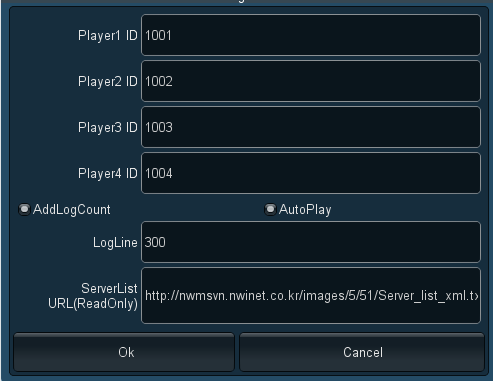 Player1 ID 1001
Player2 ID 1002
Player3 ID 1003
Player4 ID 1004
AddLogCount AutoPlay
LogLine 300
ServerList
URL(ReadOnly) http://nwmsvn.nwinet.co.kr/images/5/51/Server_list_xml.tx
Ok Cancel